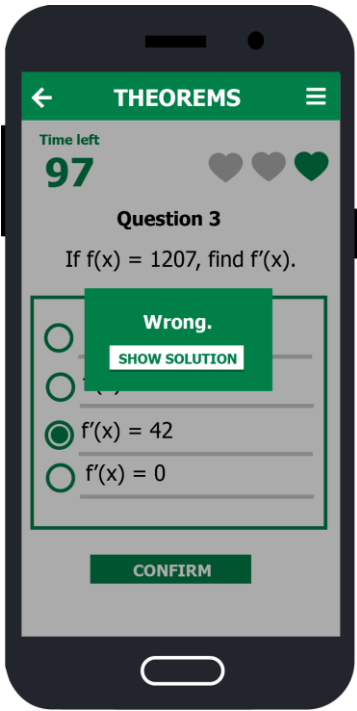 THEOREMS
Time left
97
Question 3
If f(x) = 1207, find f’(x).
Wrong.
SHOW SOLUTION
f’(x) = 42
f’(x) = 0
CONFIRM